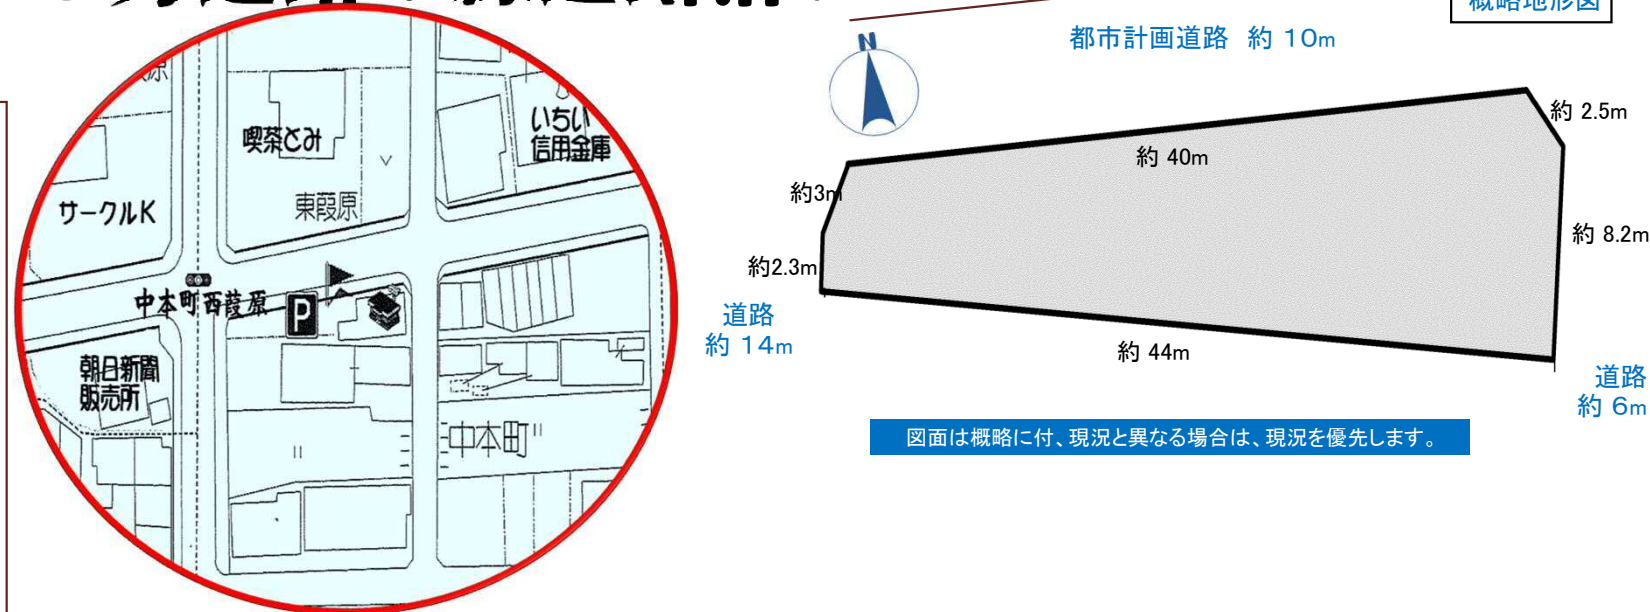 概略地形図
N
都市計画道路 約 10m
約 2.5m
約 40m
約3m
約 8.2m
約2.3m
道路
約 14m
約 44m
道路
約 6m
図面は概略に付、現況と異なる場合は、現況を優先します。
原
喫茶とみ
いちい
信用金庫
サークルK
東葭原
中本町西葭原
P
朝日新聞
販売所
中本町